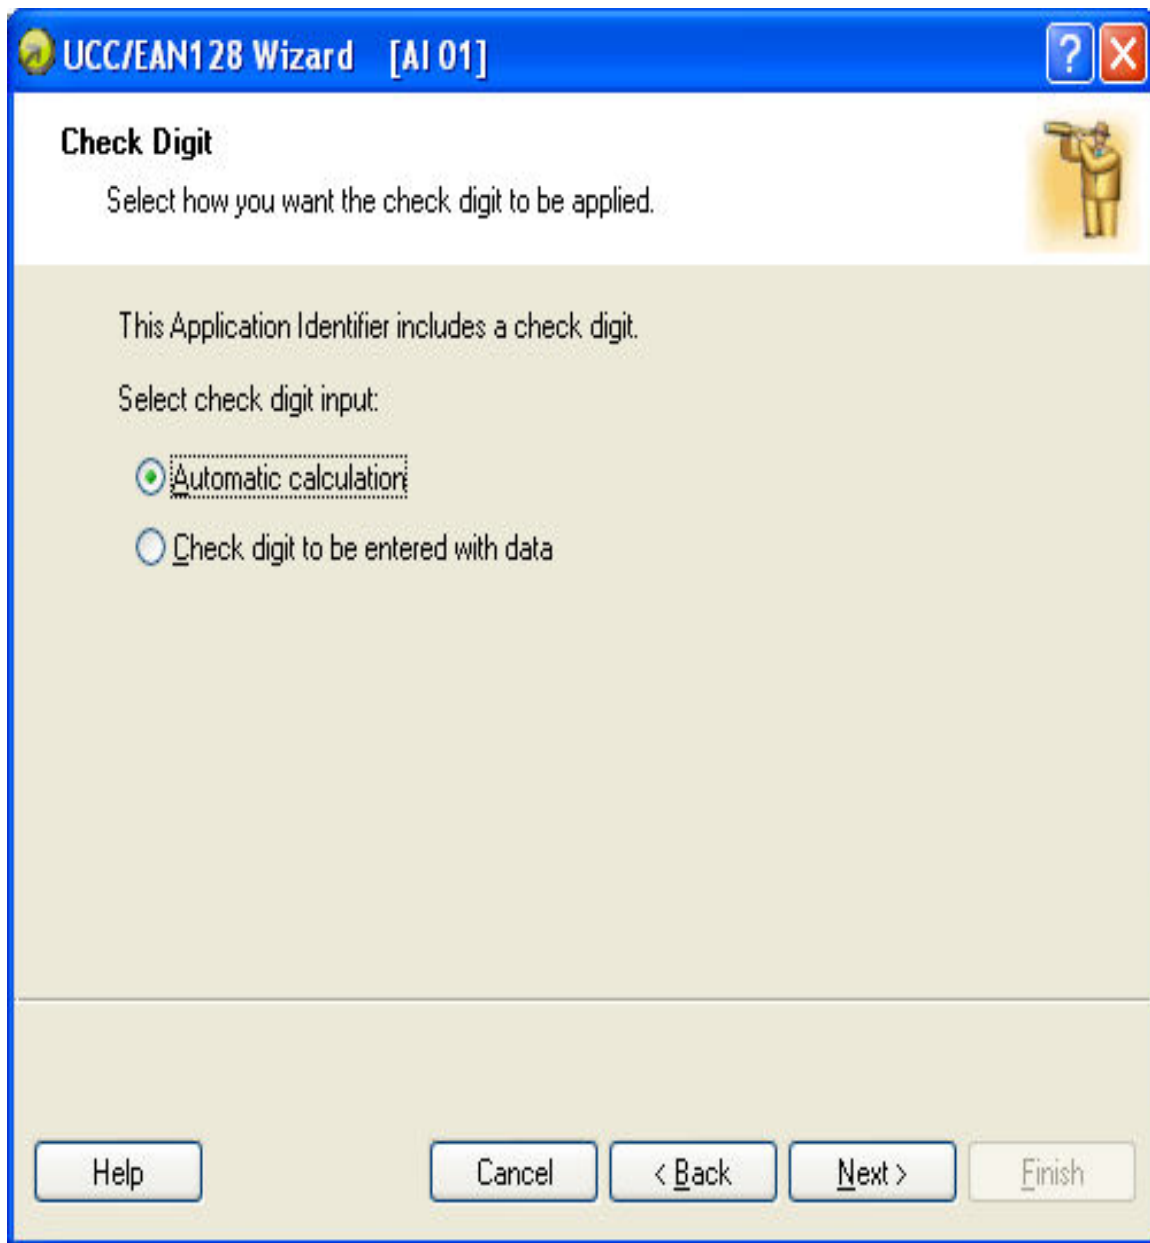 UCC/EAN128 Wizard [AI 01]
Check Digit
Select how you want the check digit to be applied.
This Application Identifier includes a check digit.
Select check digit input:
Automatic calculation
Check digit to be entered with data
Help Cancel < Back Next > Finish